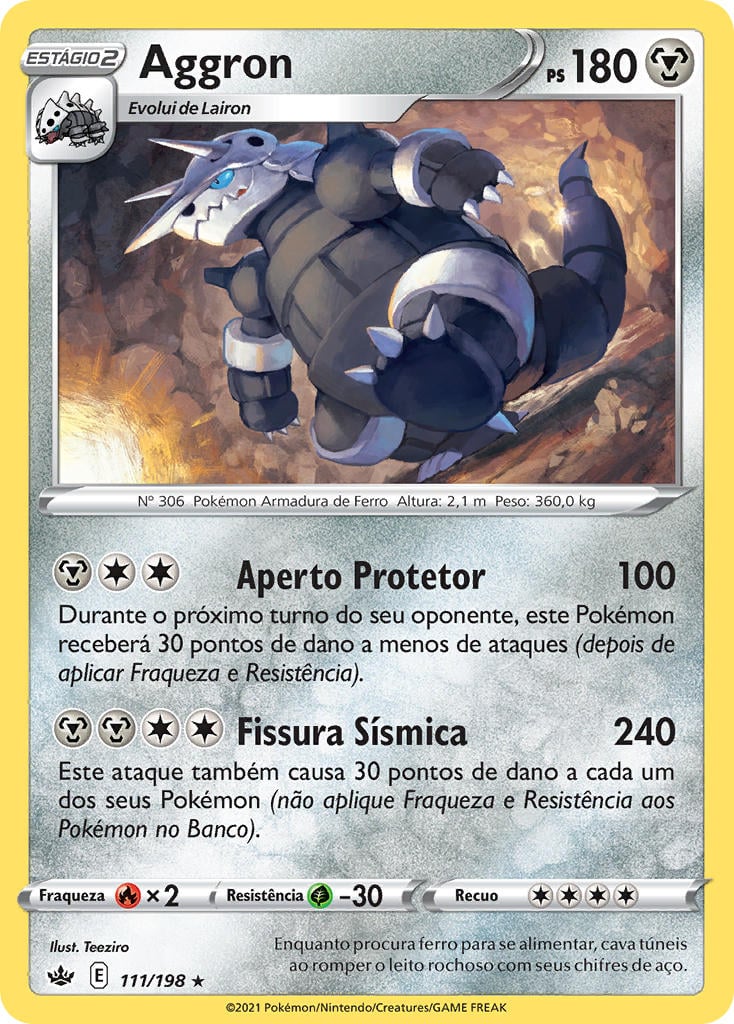 ESTÁGIO 2
Aggron
PS 180
Evolui de Lairon
Nº 306 Pokémon Armadura de Ferro Altura: 2,1 m Peso: 360,0 kg
Aperto Protetor 100
Durante o próximo turno do seu oponente, este Pokémon
receberá 30 pontos de dano a menos de ataques (depois de
aplicar Fraqueza e Resistência).
Fissura Sísmica 240
Este ataque também causa 30 pontos de dano a cada um
dos seus Pokémon (não aplique Fraqueza e Resistência aos
Pokémon no Banco).
Fraqueza ×2 Resistência -30 Recuo
Ilust. Teeziro
Enquanto procura ferro para se alimentar, cava túneis
ao romper o leito rochoso com seus chifres de aço.
E 111/198 ★
©2021 Pokémon/Nintendo/Creatures/GAME FREAK